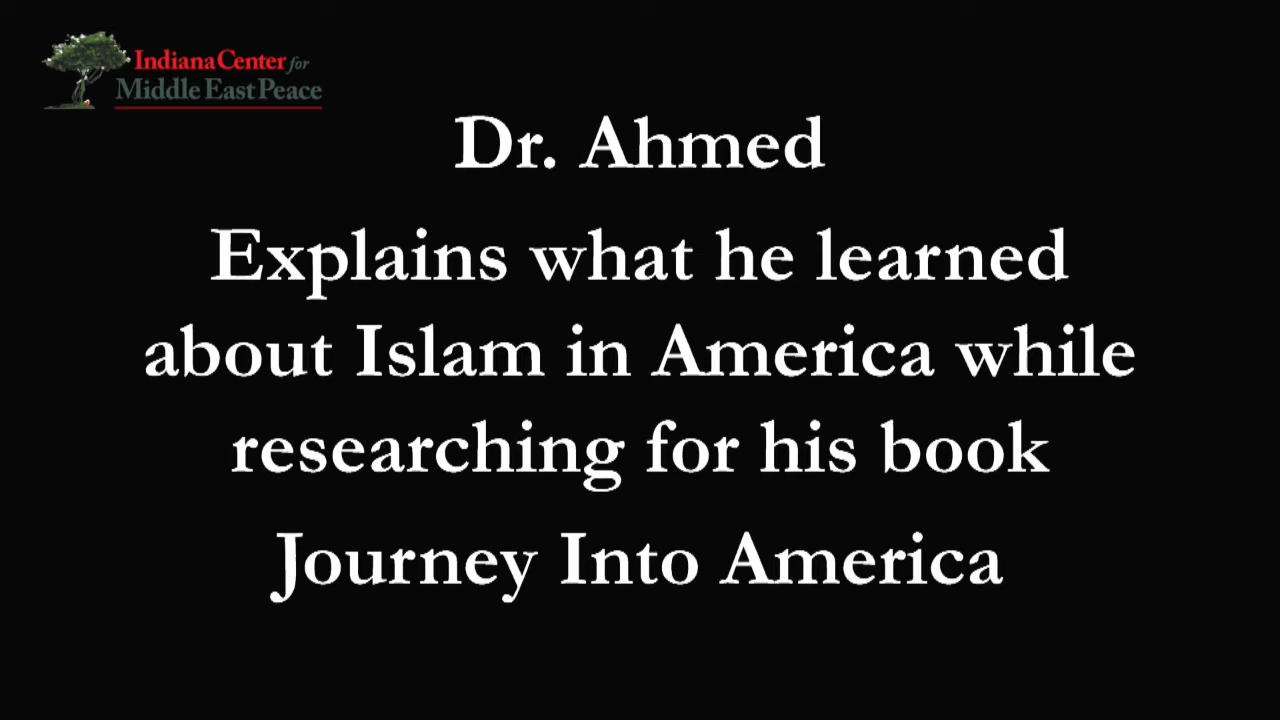 Indiana Center for
Middle East Peace
Dr. Ahmed
Explains what he learned
about Islam in America while
researching for his book
Journey Into America